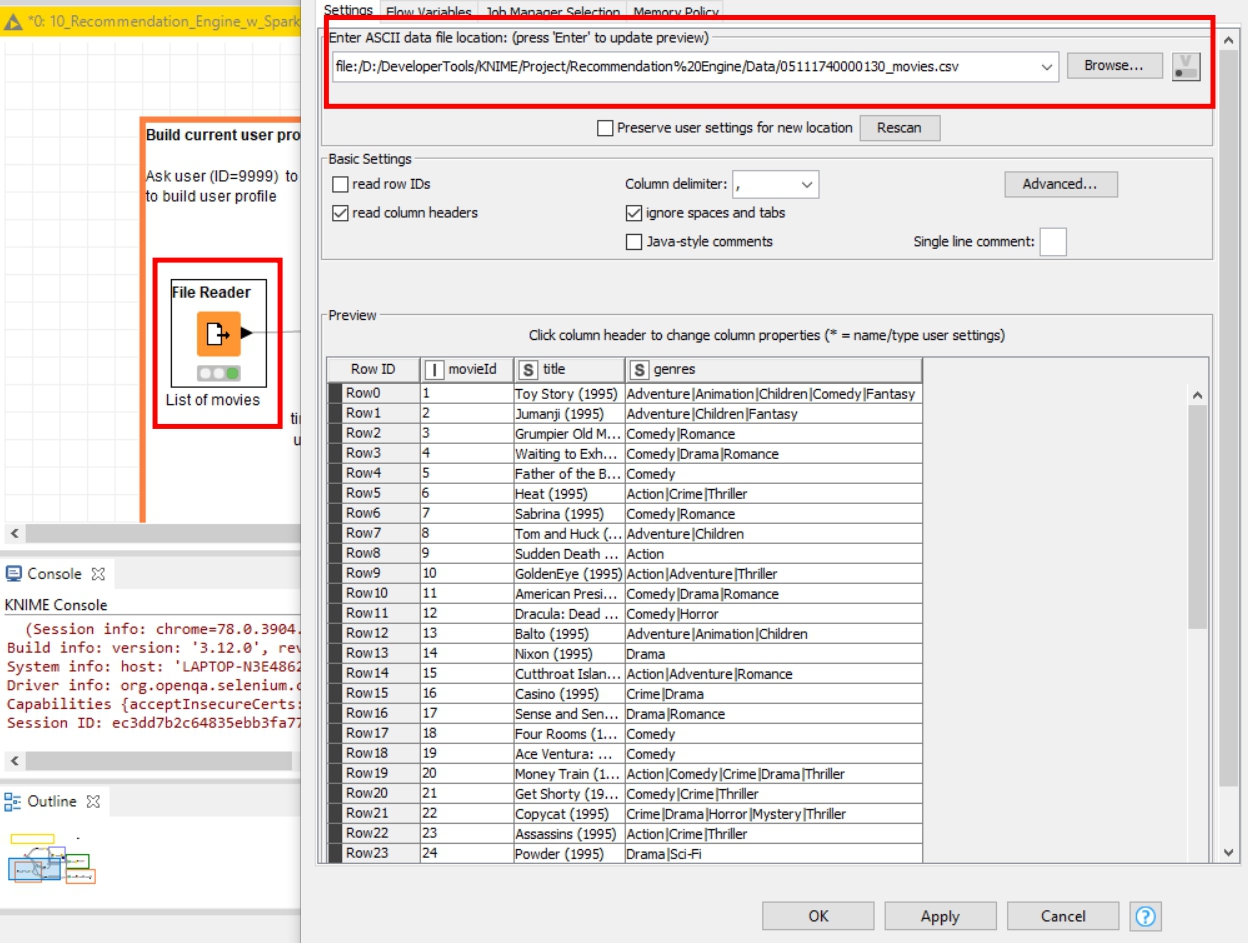 *0: 10_Recommendation_Engine_w_Spark
Build current user pro
Ask user (ID=9999) to
to build user profile
File Reader
List of movies
ti
u
Console
KNIME Console
(Session info: chrome=78.0.3904.
Build info: version: '3.12.0', rev
System info: host: 'LAPTOP-N3E4862
Driver info: org.openqa.selenium.c
Capabilities {acceptInsecureCerts:
Session ID: ec3dd7b2c64835ebb3fa77
Outline
Settings Flow Variables Job Manager Selection Memory Policy
Enter ASCII data file location: (press 'Enter' to update preview)
file:/D:/DeveloperTools/KNIME/Project/Recommendation%20Engine/Data/05111740000130_movies.csv Browse... V
Preserve user settings for new location Rescan
Basic Settings
read row IDs Column delimiter: , Advanced...
read column headers ignore spaces and tabs
Java-style comments Single line comment:
Preview
Click column header to change column properties (* = name/type user settings)
Row ID I movieId S title S genres
Row0 1 Toy Story (1995) Adventure|Animation|Children|Comedy|Fantasy
Row1 2 Jumanji (1995) Adventure|Children|Fantasy
Row2 3 Grumpier Old M... Comedy|Romance
Row3 4 Waiting to Exh... Comedy|Drama|Romance
Row4 5 Father of the B... Comedy
Row5 6 Heat (1995) Action|Crime|Thriller
Row6 7 Sabrina (1995) Comedy|Romance
Row7 8 Tom and Huck (... Adventure|Children
Row8 9 Sudden Death ... Action
Row9 10 GoldenEye (1995) Action|Adventure|Thriller
Row10 11 American Presi... Comedy|Drama|Romance
Row11 12 Dracula: Dead ... Comedy|Horror
Row12 13 Balto (1995) Adventure|Animation|Children
Row13 14 Nixon (1995) Drama
Row14 15 Cutthroat Islan... Action|Adventure|Romance
Row15 16 Casino (1995) Crime|Drama
Row16 17 Sense and Sen... Drama|Romance
Row17 18 Four Rooms (1... Comedy
Row18 19 Ace Ventura: ... Comedy
Row19 20 Money Train (1... Action|Comedy|Crime|Drama|Thriller
Row20 21 Get Shorty (19... Comedy|Crime|Thriller
Row21 22 Copycat (1995) Crime|Drama|Horror|Mystery|Thriller
Row22 23 Assassins (1995) Action|Crime|Thriller
Row23 24 Powder (1995) Drama|Sci-Fi
OK Apply Cancel ?